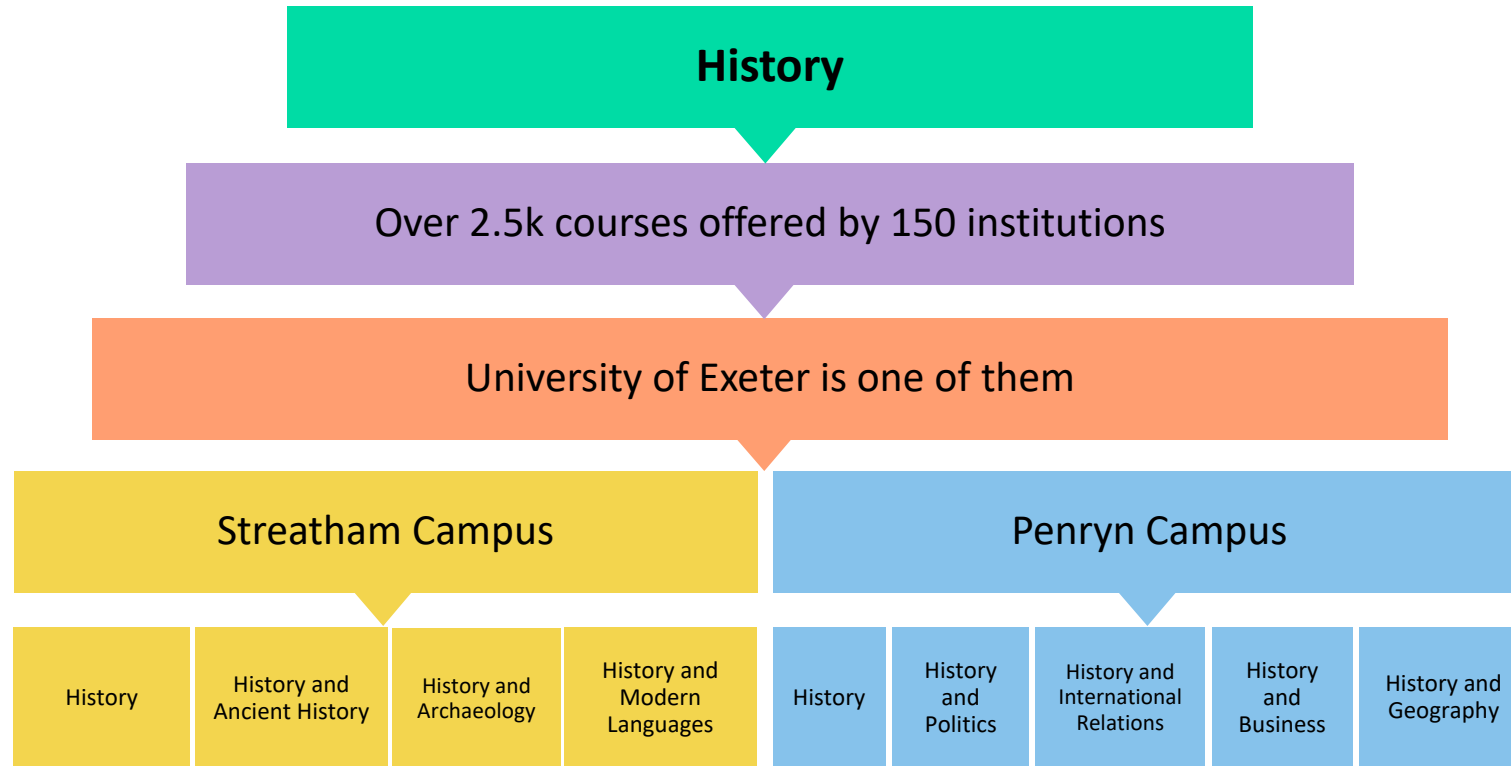 History
Over 2.5k courses offered by 150 institutions
University of Exeter is one of them
Streatham Campus
Penryn Campus
History
History and
Ancient History
History and
Archaeology
History and
Modern
Languages
History
History
and
Politics
History and
International
Relations
History
and
Business
History and
Geography